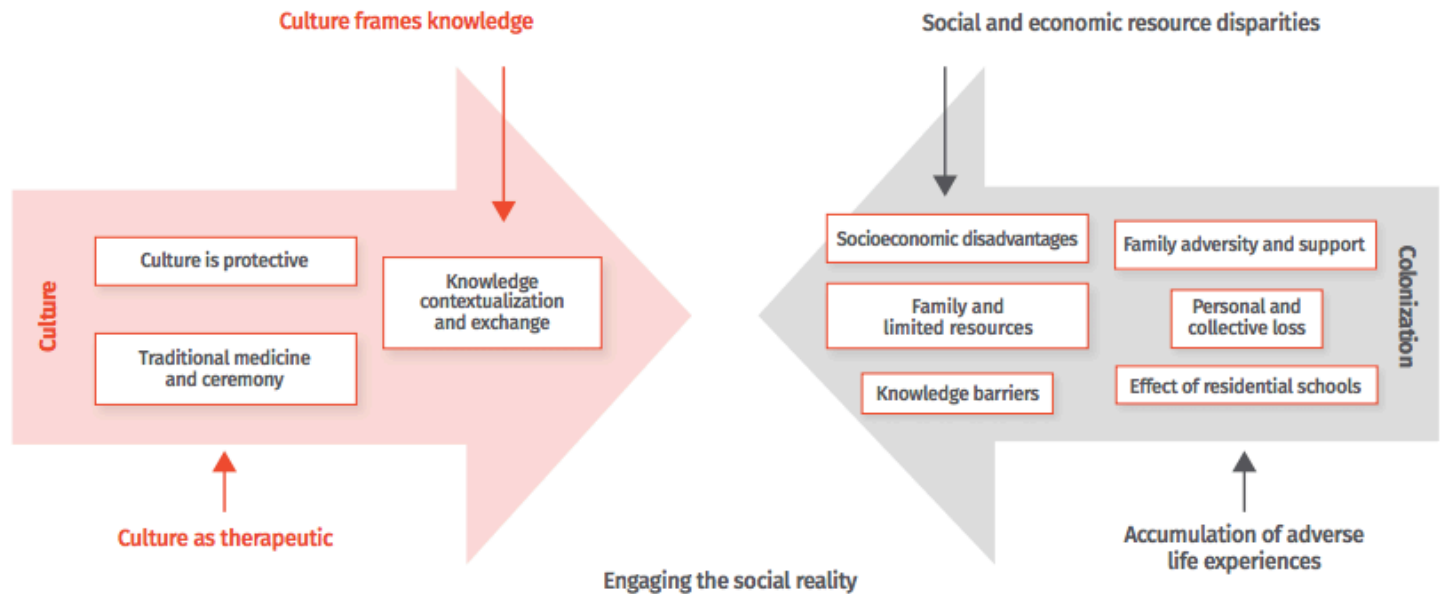 Culture frames knowledge
Social and economic resource disparities
Culture
Culture is protective
Traditional medicine
and ceremony
Knowledge
contextualization
and exchange
Socioeconomic disadvantages
Family and
limited resources
Knowledge barriers
Family adversity and support
Personal and
collective loss
Effect of residential schools
Colonization
Culture as therapeutic
Accumulation of adverse
life experiences
Engaging the social reality